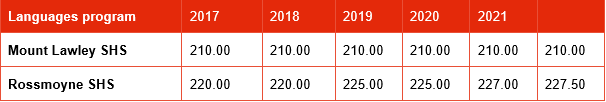 Languages program 2017 2018 2019 2020 2021
Mount Lawley SHS 210.00 210.00 210.00 210.00 210.00 210.00
Rossmoyne SHS 220.00 220.00 225.00 225.00 227.00 227.50